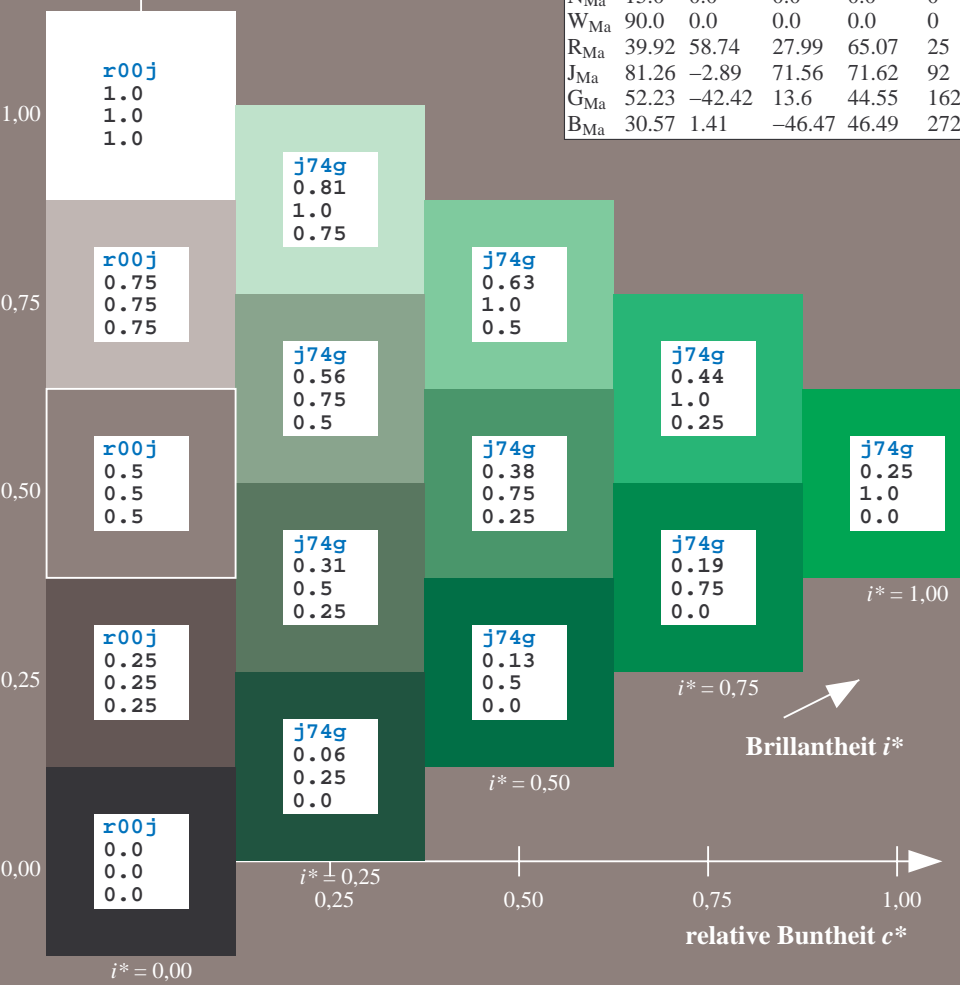 W_Ma 90.0 0.0 0.0 0.0 0
R_Ma 39.92 58.74 27.99 65.07 25
J_Ma 81.26 −2.89 71.56 71.62 92
G_Ma 52.23 −42.42 13.6 44.55 162
B_Ma 30.57 1.41 −46.47 46.49 272
1,00
0,75
0,50
0,25
0,00
r00j
1.0
1.0
1.0
r00j
0.75
0.75
0.75
r00j
0.5
0.5
0.5
r00j
0.25
0.25
0.25
r00j
0.0
0.0
0.0
i* = 0,00
j74g
0.81
1.0
0.75
j74g
0.56
0.75
0.5
j74g
0.31
0.5
0.25
j74g
0.06
0.25
0.0
i* = 0,25
j74g
0.63
1.0
0.5
j74g
0.38
0.75
0.25
j74g
0.13
0.5
0.0
i* = 0,50
j74g
0.44
1.0
0.25
j74g
0.19
0.75
0.0
i* = 0,75
j74g
0.25
1.0
0.0
i* = 1,00
Brillantheit i*
0,25 0,50 0,75 1,00
relative Buntheit c*